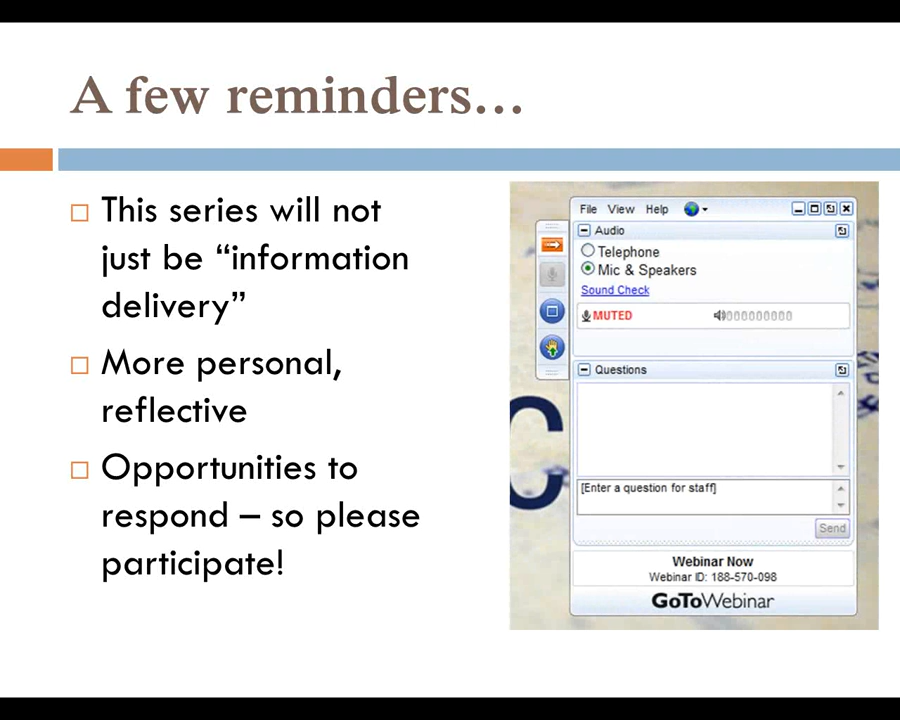 A few reminders…
This series will not
just be “information
delivery”
More personal,
reflective
Opportunities to
respond – so please
participate!
File View Help
Audio
Telephone
Mic & Speakers
Sound Check
MUTED
Questions
[Enter a question for staff]
Send
Webinar Now
Webinar ID: 188-570-098
GoToWebinar